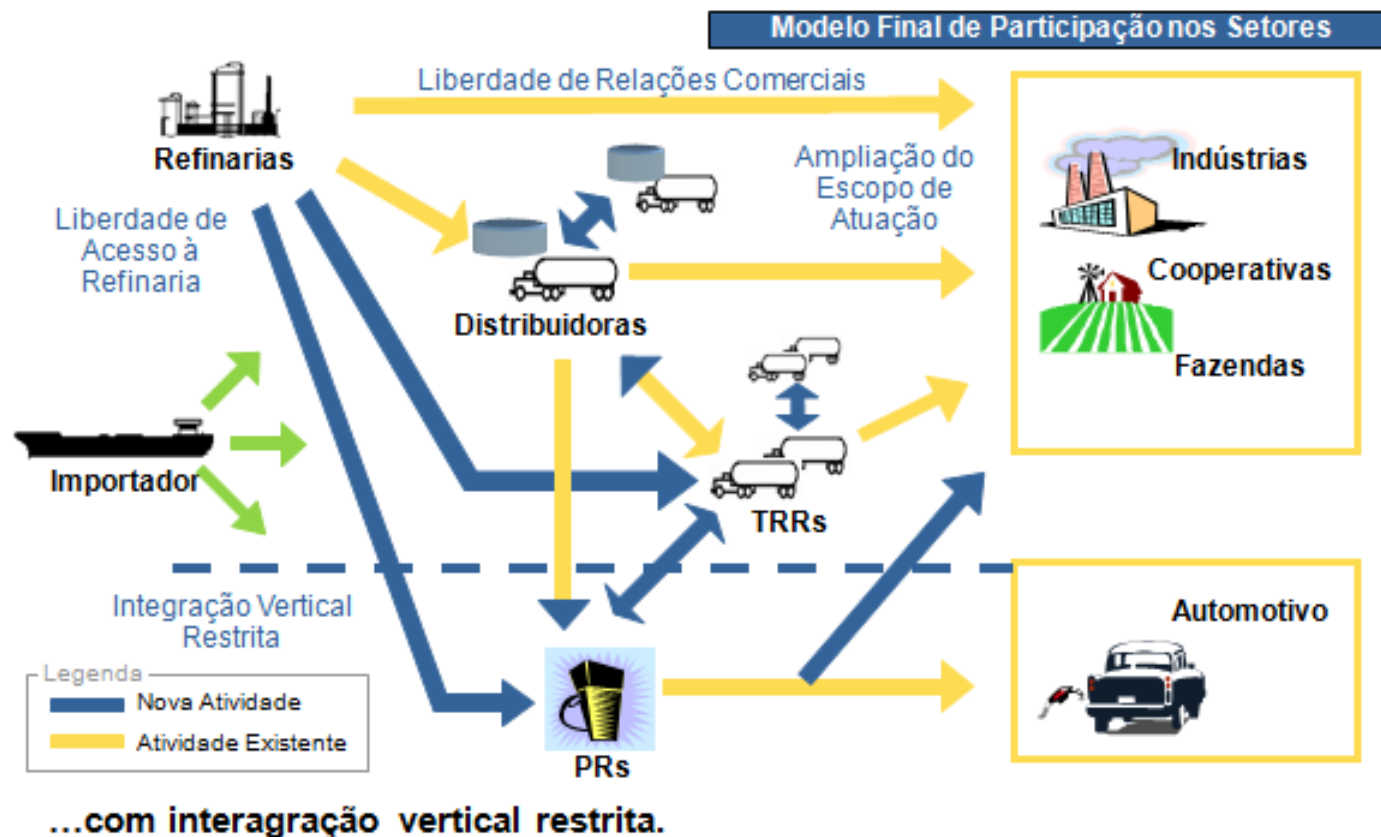 Modelo Final de Participação nos Setores
Liberdade de Relações Comerciais
Refinarias
Ampliação do
Escopo de
Atuação
Indústrias
Liberdade de
Acesso à
Refinaria
Cooperativas
Distribuidoras
Fazendas
Importador
TRRs
Integração Vertical
Restrita
Automotivo
Legenda
Nova Atividade
Atividade Existente
PRs
...com interagração vertical restrita.